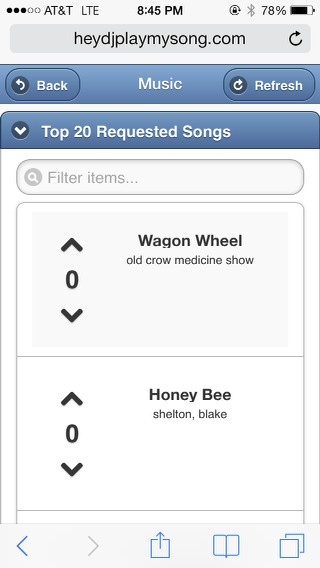 AT&T LTE 8:45 PM 78%
heydjplaymysong.com
Back Music Refresh
Top 20 Requested Songs
Filter items...
Wagon Wheel
old crow medicine show
0
Honey Bee
shelton, blake
0